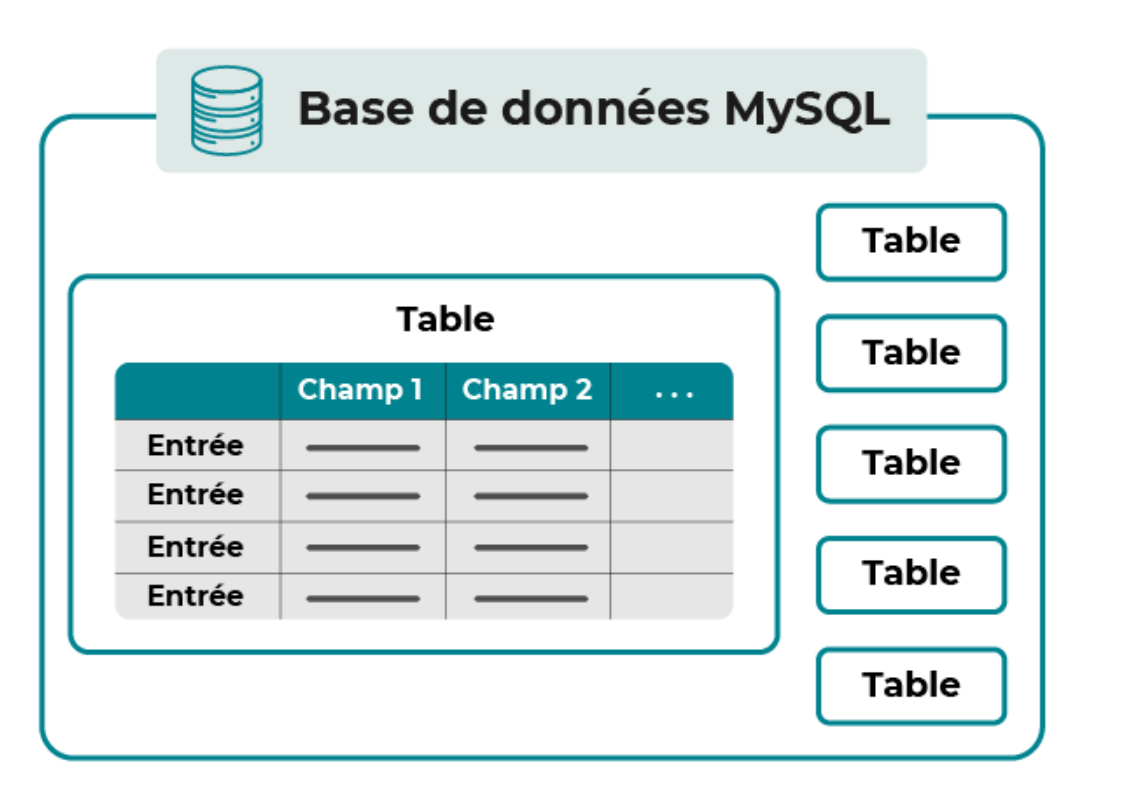 Base de données MySQL
Table
Champ 1 Champ 2 ...
Entrée
Entrée
Entrée
Entrée
Table
Table
Table
Table
Table